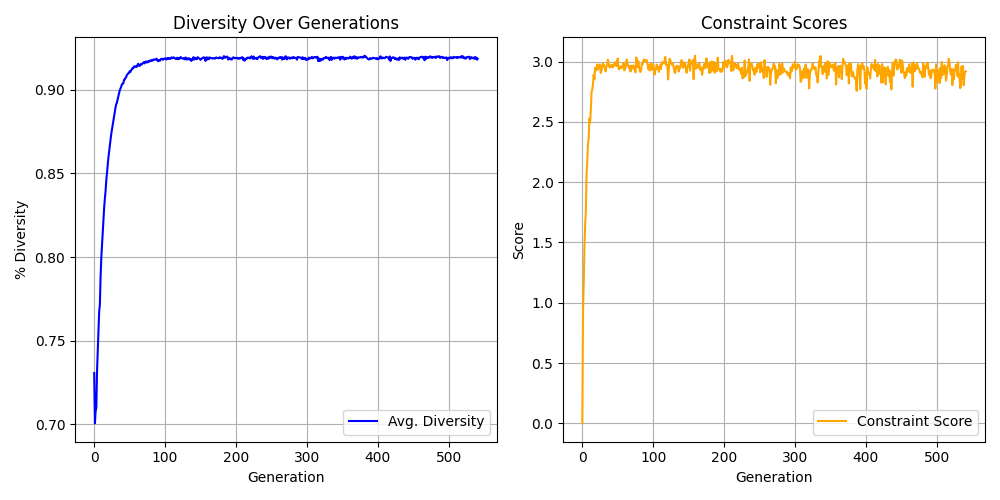 Diversity Over Generations
% Diversity
0.90
0.85
0.80
0.75
0.70
0 100 200 300 400 500
Generation
Avg. Diversity
Constraint Scores
Score
3.0
2.5
2.0
1.5
1.0
0.5
0.0
0 100 200 300 400 500
Generation
Constraint Score